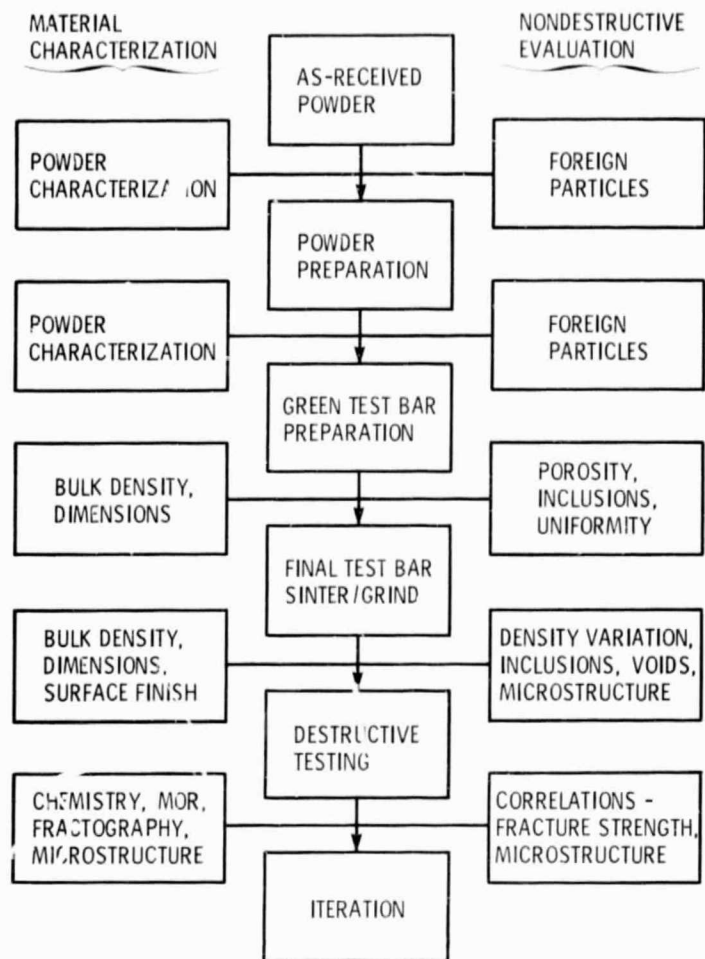 MATERIAL
CHARACTERIZATION
NONDESTRUCTIVE
EVALUATION
AS-RECEIVED
POWDER
POWDER
CHARACTERIZATION
FOREIGN
PARTICLES
POWDER
PREPARATION
POWDER
CHARACTERIZATION
FOREIGN
PARTICLES
GREEN TEST BAR
PREPARATION
BULK DENSITY,
DIMENSIONS
POROSITY,
INCLUSIONS,
UNIFORMITY
FINAL TEST BAR
SINTER/GRIND
BULK DENSITY,
DIMENSIONS,
SURFACE FINISH
DENSITY VARIATION,
INCLUSIONS, VOIDS,
MICROSTRUCTURE
DESTRUCTIVE
TESTING
CHEMISTRY, MOR,
FRACTOGRAPHY,
MICROSTRUCTURE
CORRELATIONS -
FRACTURE STRENGTH,
MICROSTRUCTURE
ITERATION